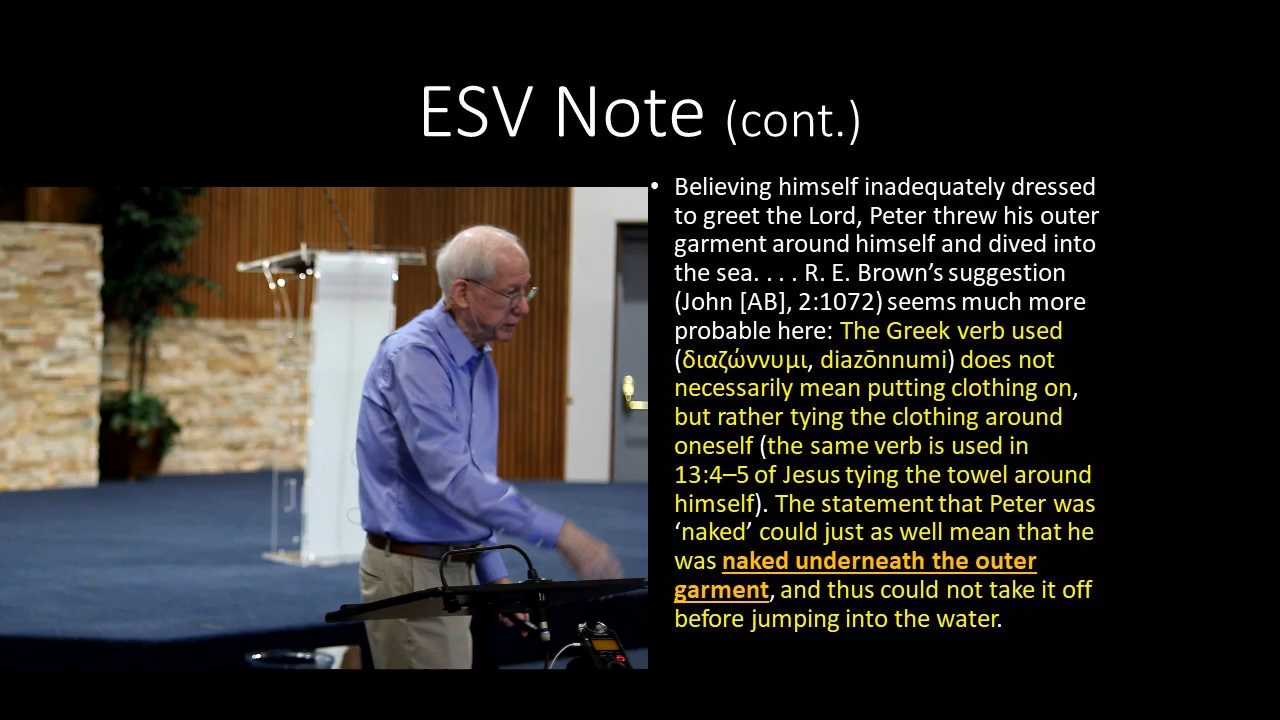 ESV Note (cont.)
• Believing himself inadequately dressed
to greet the Lord, Peter threw his outer
garment around himself and dived into
the sea. . . . R. E. Brown’s suggestion
(John [AB], 2:1072) seems much more
probable here: The Greek verb used
(διαζώννυμι, diazōnnumi) does not
necessarily mean putting clothing on,
but rather tying the clothing around
oneself (the same verb is used in
13:4–5 of Jesus tying the towel around
himself). The statement that Peter was
‘naked’ could just as well mean that he
was naked underneath the outer
garment, and thus could not take it off
before jumping into the water.